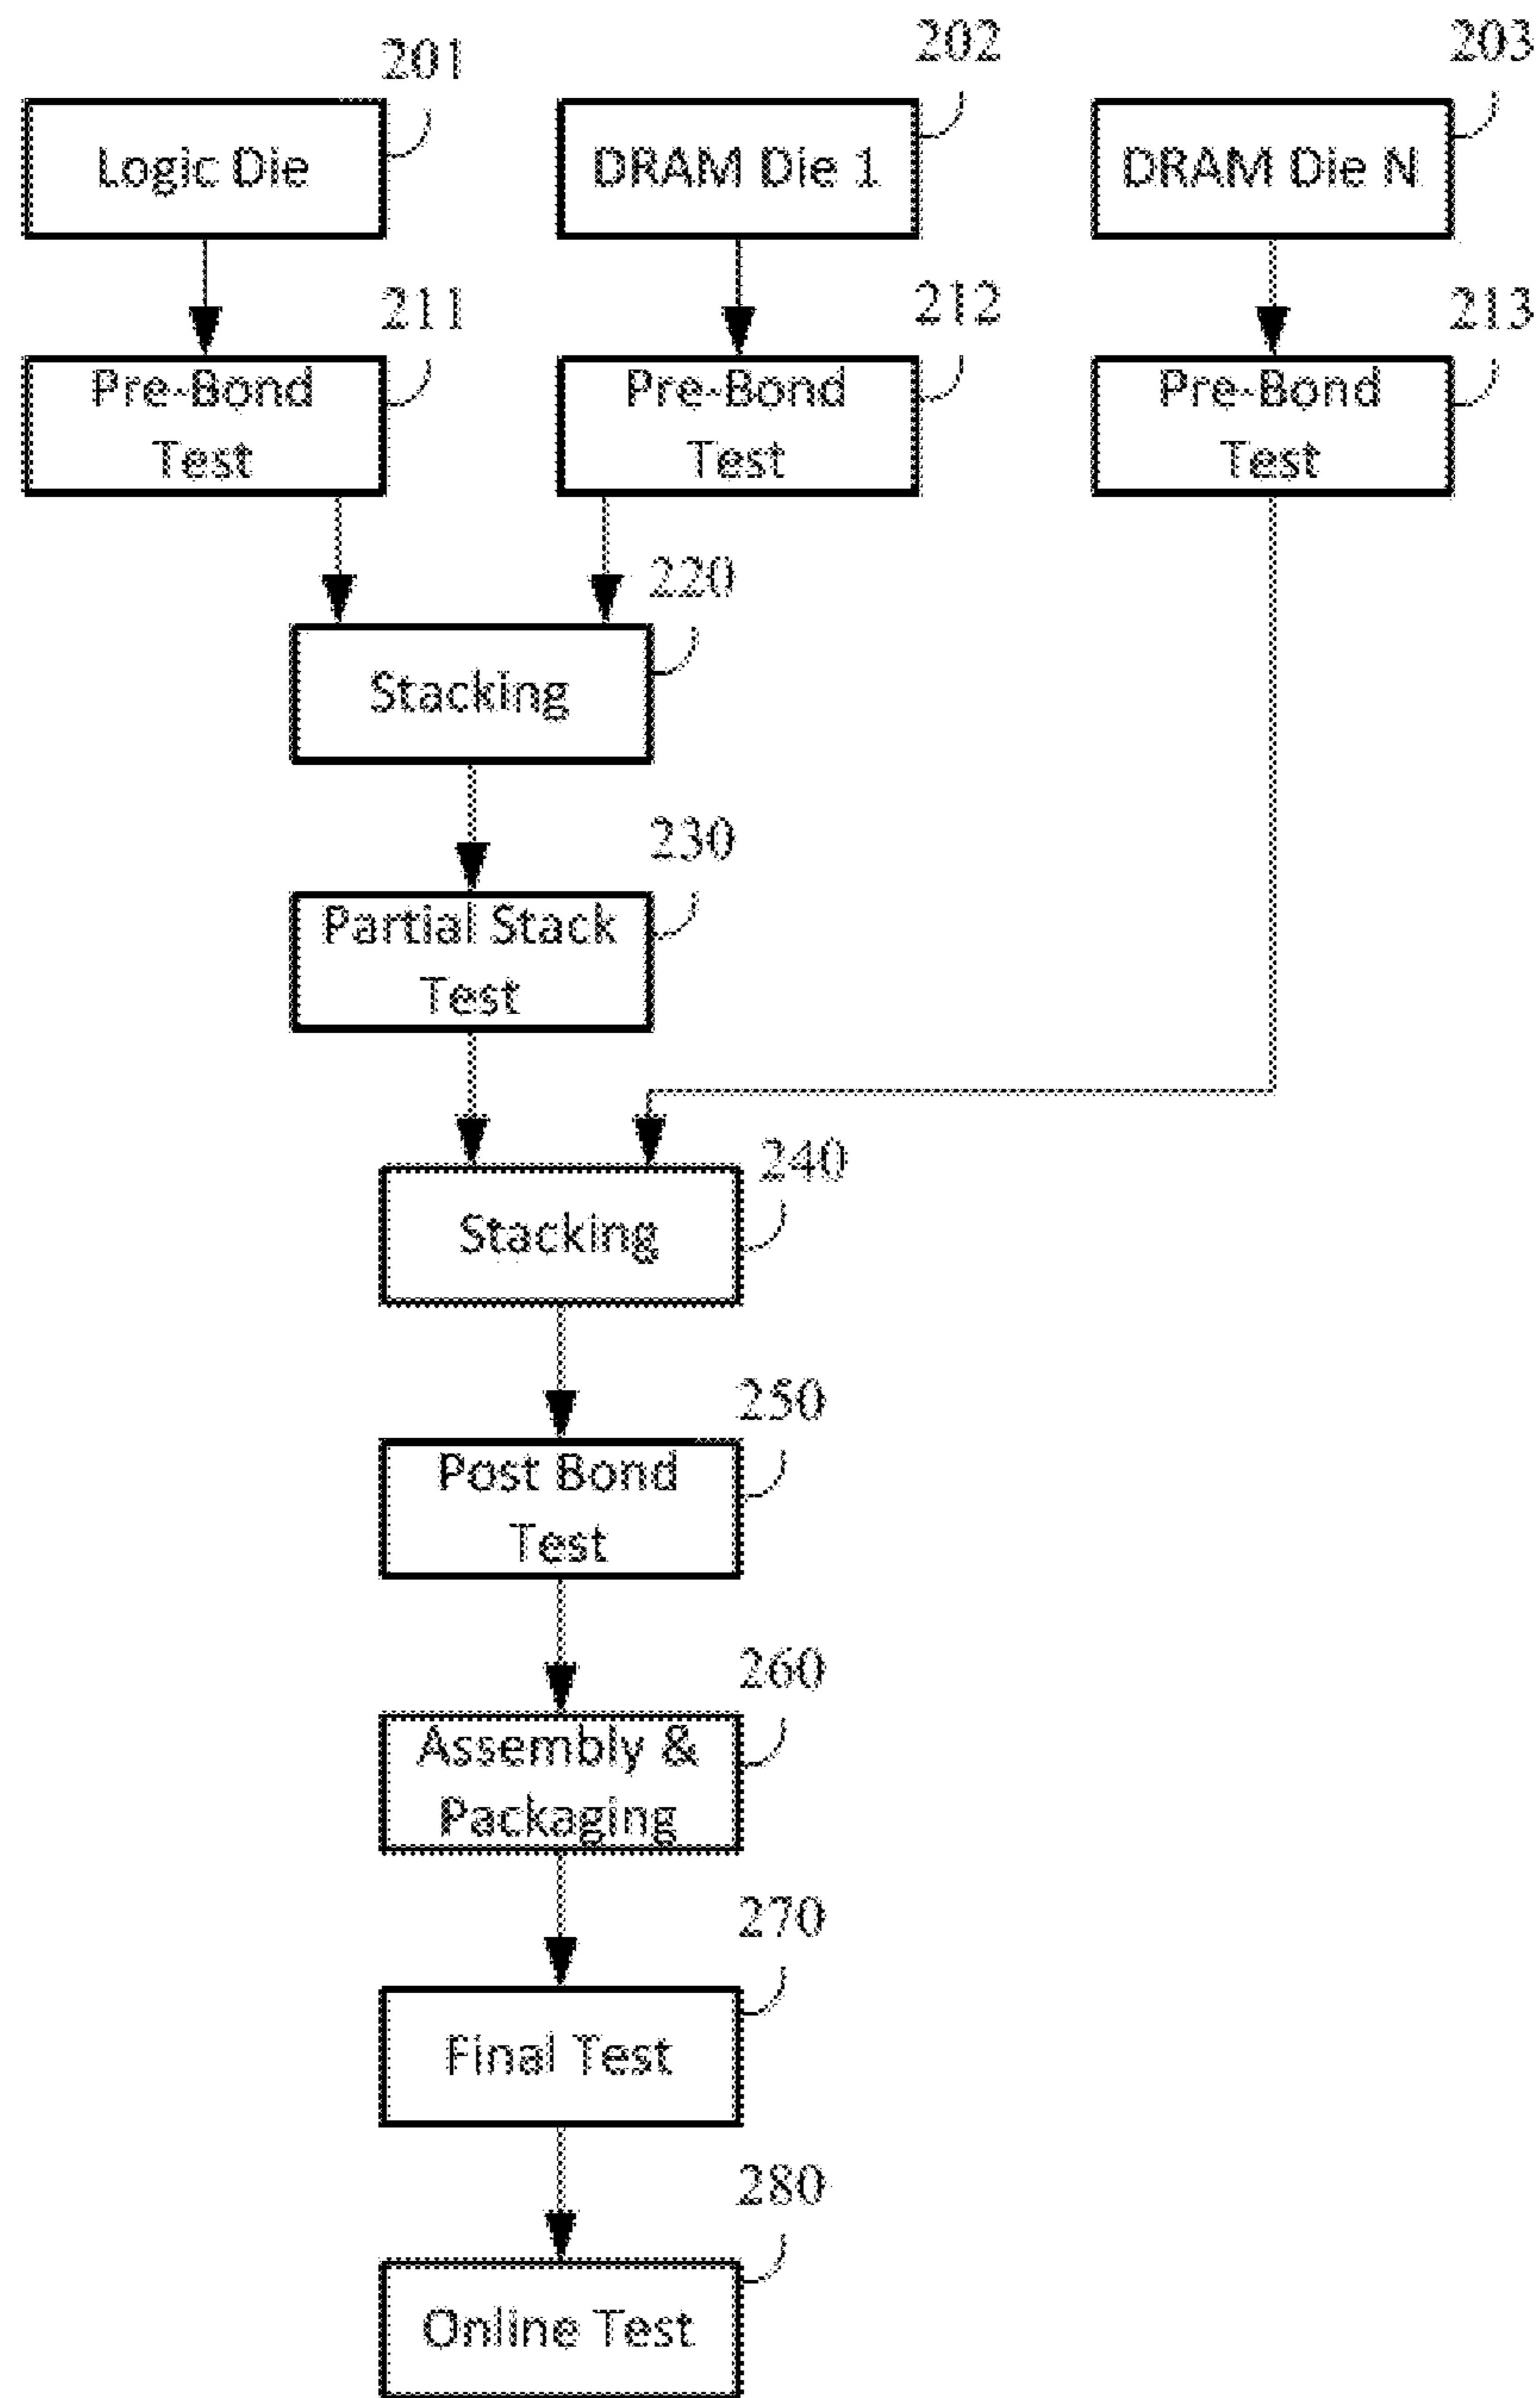 201
202
203
Logic Die
DRAM Die 1
DRAM Die N
211
212
213
Pre-Bond
Test
Pre-Bond
Test
Pre-Bond
Test
220
Stacking
230
Partial Stack
Test
240
Stacking
250
Post Bond
Test
260
Assembly &
Packaging
270
Final Test
280
Online Test